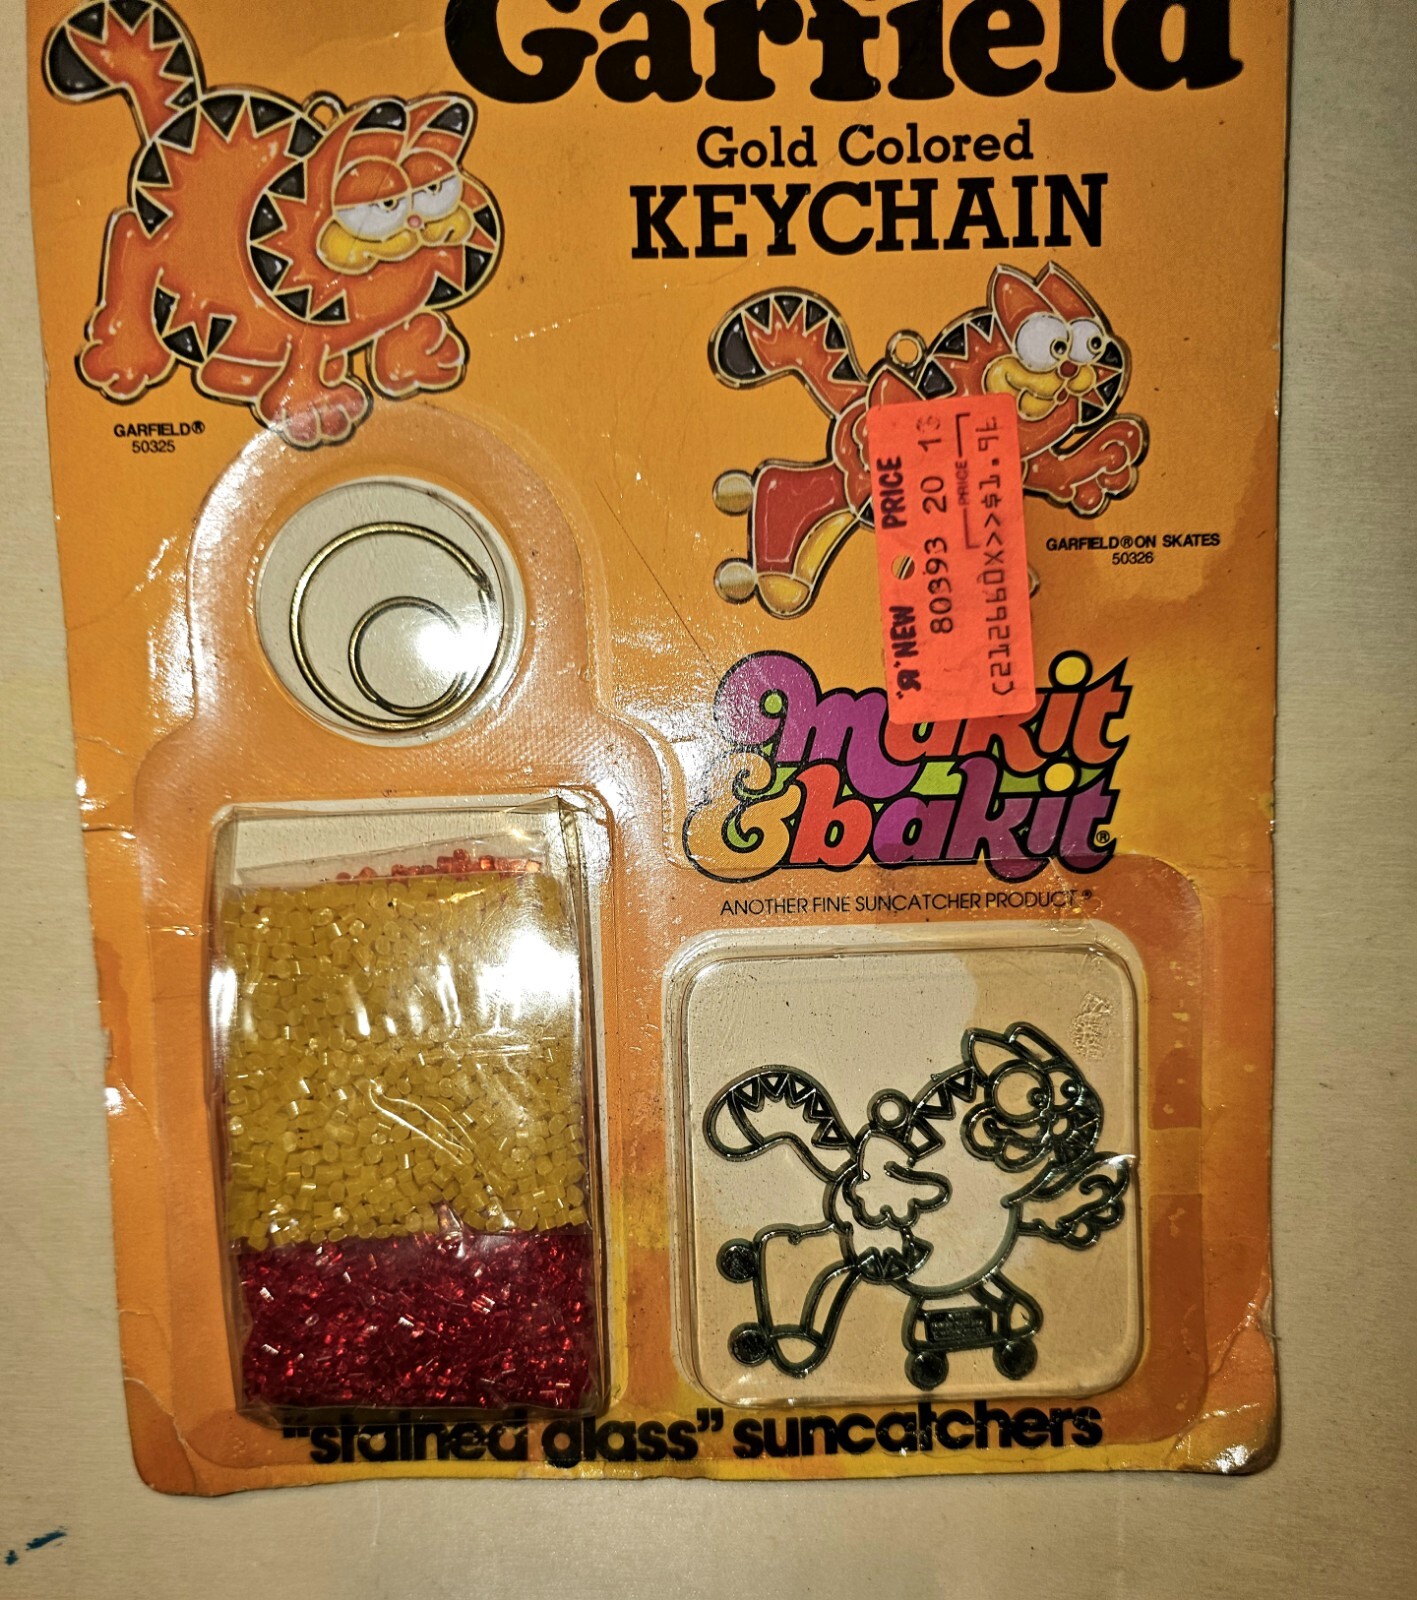 Garfield
Gold Colored
KEYCHAIN
GARFIELD®
50325
GARFIELD® ON SKATES
50326
"Я" NEW PRICE
80393 20
PRICE
makit
& bakit®
ANOTHER FINE SUNCATCHER PRODUCT®
"stained glass" suncatchers